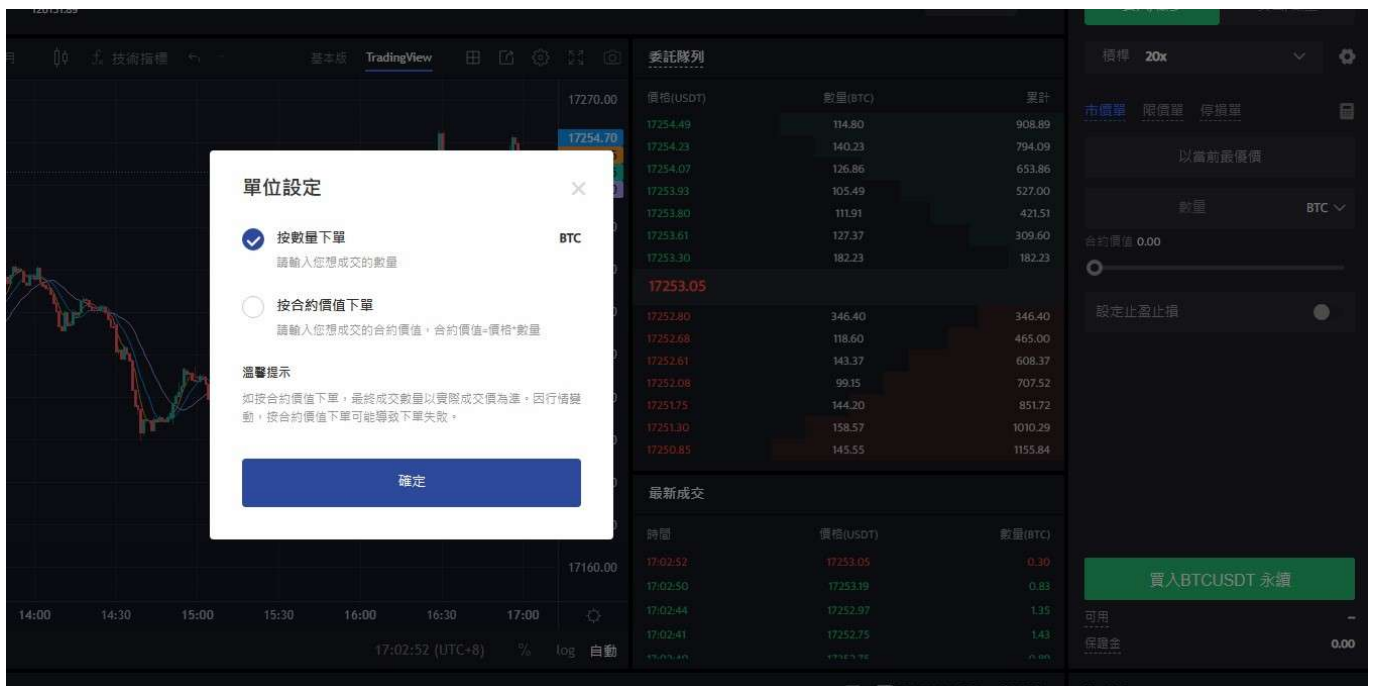 技術指標
基本版 TradingView
17270.00
17254.70
17160.00
14:00 14:30 15:00 15:30 16:00 16:30 17:00
17:02:52 (UTC+8) % log 自動
單位設定
按數量下單 BTC
請輸入您想成交的數量
按合約價值下單
請輸入您想成交的合約價值，合約價值=價格*數量
溫馨提示
如按合約價值下單，最終成交數量以實際成交價為準。因行情變
動，按合約價值下單可能導致下單失敗。
確定
委託隊列
價格(USDT) 數量(BTC) 累計
17254.49 114.80 908.89
17254.23 140.23 794.09
17254.07 126.86 653.86
17253.93 105.49 527.00
17253.80 111.91 421.51
17253.61 127.37 309.60
17253.30 182.23 182.23
17253.05
17252.80 346.40 346.40
17252.68 118.60 465.00
17252.61 143.37 608.37
17252.08 99.15 707.52
17251.75 144.20 851.72
17251.30 158.57 1010.29
17250.85 145.55 1155.84
最新成交
時間 價格(USDT) 數量(BTC)
17:02:52 17253.05 0.30
17:02:50 17253.19 0.83
17:02:44 17252.97 1.35
17:02:41 17252.75 1.43
槓桿 20x
市價單 限價單 停損單
以當前最優價
數量 BTC
合約價值 0.00
設定止盈止損
買入BTCUSDT 永續
可用 --
保證金 0.00